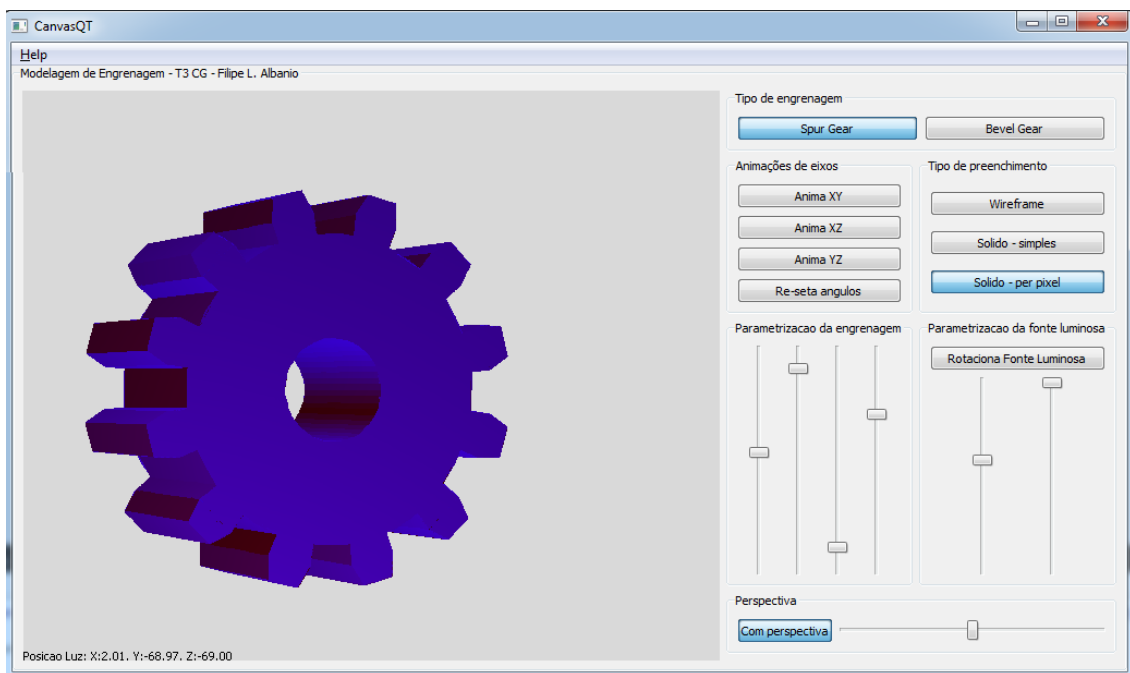 CanvasQT
Help
Modelagem de Engrenagem - T3 CG - Filipe L. Albanio
Tipo de engrenagem
Spur Gear
Bevel Gear
Animações de eixos
Anima XY
Anima XZ
Anima YZ
Re-seta angulos
Tipo de preenchimento
Wireframe
Solido - simples
Solido - per pixel
Parametrizacao da engrenagem
Parametrizacao da fonte luminosa
Rotaciona Fonte Luminosa
Perspectiva
Com perspectiva
Posicao Luz: X:2.01. Y:-68.97. Z:-69.00